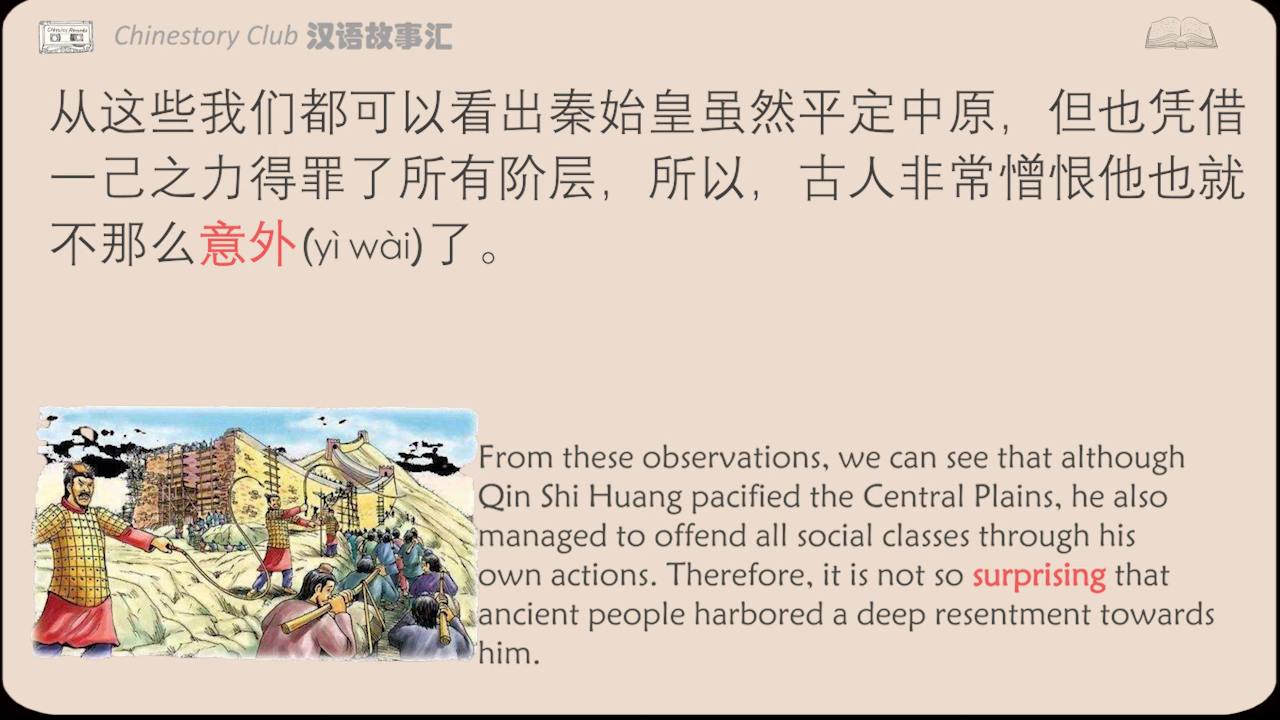 Classics Records
Chinestory Club 汉语故事汇
从这些我们都可以看出秦始皇虽然平定中原，但也凭借
一己之力得罪了所有阶层，所以，古人非常憎恨他也就
不那么意外(yì wài)了。
From these observations, we can see that although
Qin Shi Huang pacified the Central Plains, he also
managed to offend all social classes through his
own actions. Therefore, it is not so surprising that
ancient people harbored a deep resentment towards
him.